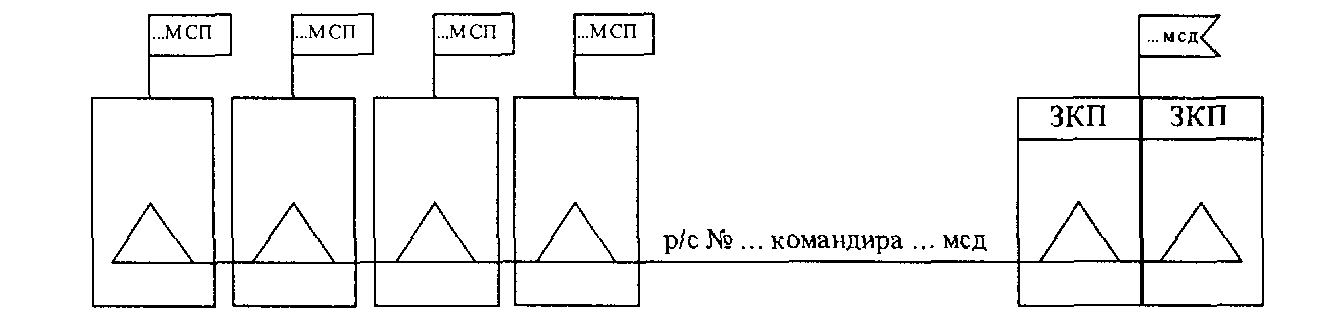 ...МСП
...МСП
...МСП
...МСП
... мсд
ЗКП
ЗКП
р/с № ... командира ... мсд